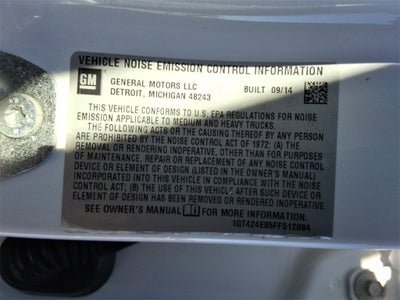 VEHICLE NOISE EMISSION CONTROL INFORMATION
GM
GENERAL MOTORS LLC
DETROIT, MICHIGAN 48243
BUILT 09/14
THIS VEHICLE CONFORMS TO U.S. EPA REGULATIONS FOR NOISE
EMISSION APPLICABLE TO MEDIUM AND HEAVY TRUCKS.
THE FOLLOWING ACTS OR THE CAUSING THEREOF BY ANY PERSON
ARE PROHIBITED BY THE NOISE CONTROL ACT OF 1972: (A) THE
REMOVAL OR RENDERING INOPERATIVE, OTHER THAN FOR PURPOSES
OF MAINTENANCE, REPAIR OR REPLACEMENT OF ANY NOISE CONTROL
DEVICE OR ELEMENT OF DESIGN (LISTED IN THE OWNER'S MANUAL)
INCORPORATED INTO THIS VEHICLE IN COMPLIANCE WITH THE NOISE
CONTROL ACT; (B) THE USE OF THIS VEHICLE AFTER SUCH DEVICE OR
ELEMENT OF DESIGN HAS BEEN REMOVED OR RENDERED INOPERATIVE.
SEE OWNER'S MANUAL FOR MORE INFORMATION
1GT424E85FF512084